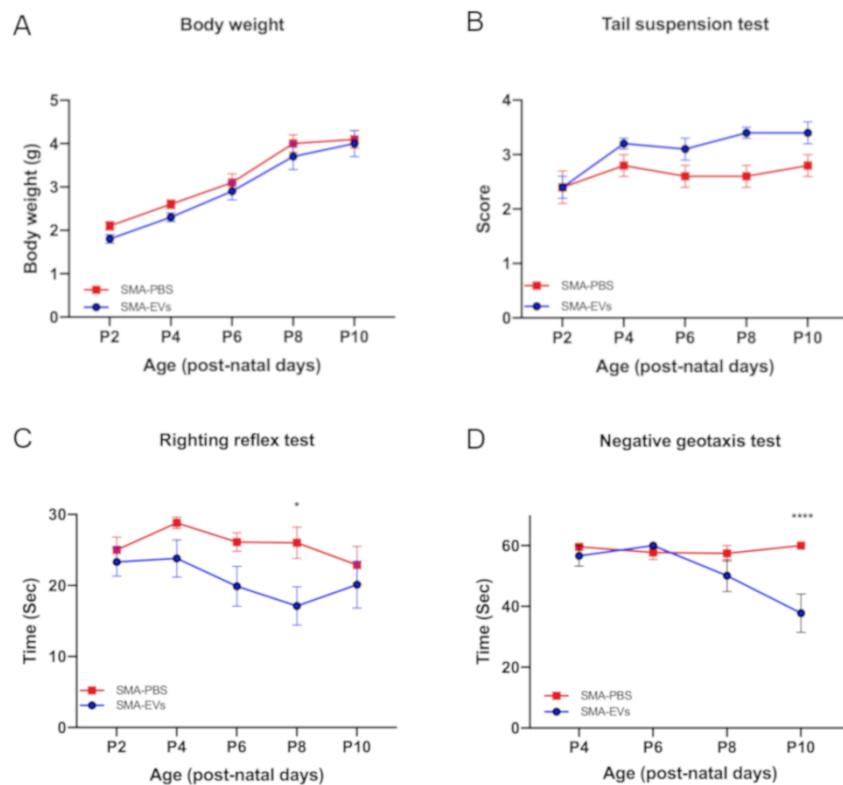 A
Body weight
Body weight (g)
5
4
3
2
1
0
SMA-PBS
SMA-EVs
P2 P4 P6 P8 P10
Age (post-natal days)
B
Tail suspension test
Score
4
3
2
1
0
SMA-PBS
SMA-EVs
P2 P4 P6 P8 P10
Age (post-natal days)
C
Righting reflex test
Time (Sec)
30
20
10
0
*
SMA-PBS
SMA-EVs
P2 P4 P6 P8 P10
Age (post-natal days)
D
Negative geotaxis test
Time (Sec)
60
40
20
0
****
SMA-PBS
SMA-EVs
P4 P6 P8 P10
Age (post-natal days)